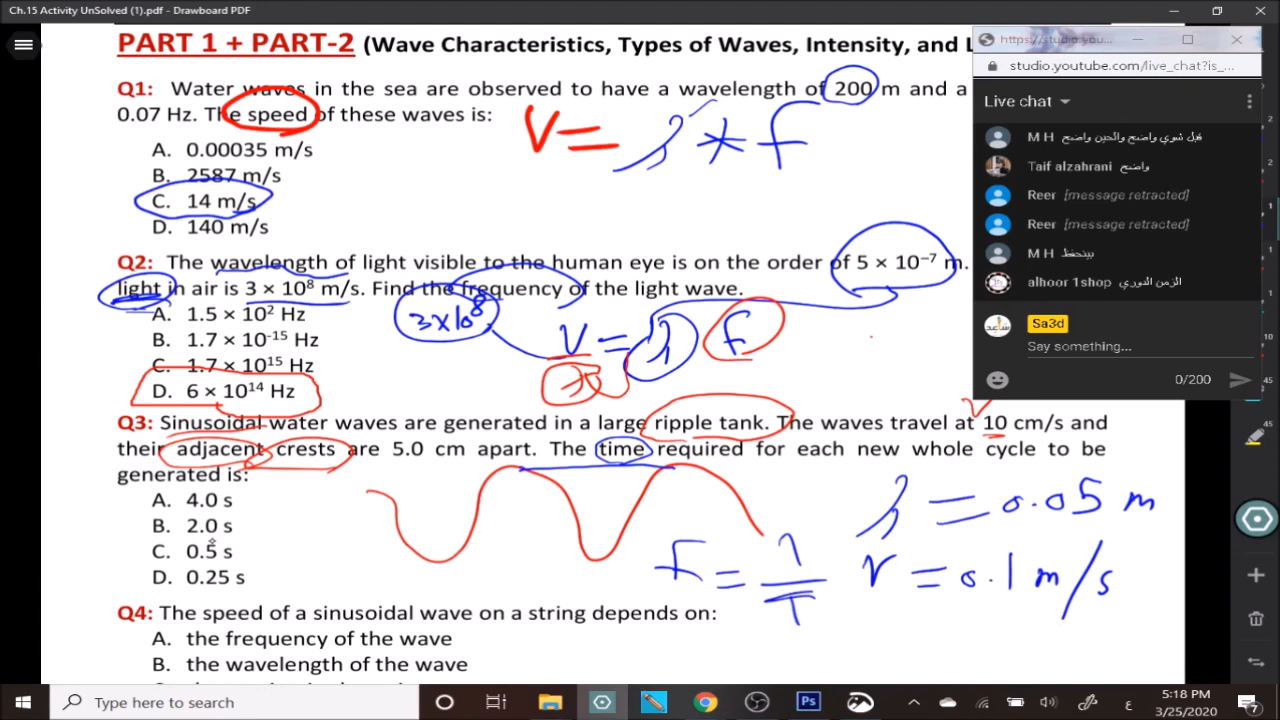 Ch.15 Activity UnSolved (1).pdf - Drawboard PDF
PART 1 + PART-2 (Wave Characteristics, Types of Waves, Intensity, and L
Q1: Water waves in the sea are observed to have a wavelength of 200 m and a
0.07 Hz. The speed of these waves is:
V = λ * f
A. 0.00035 m/s
B. 2587 m/s
C. 14 m/s
D. 140 m/s
Q2: The wavelength of light visible to the human eye is on the order of 5 × 10⁻⁷ m.
light in air is 3 × 10⁸ m/s. Find the frequency of the light wave.
A. 1.5 × 10² Hz
B. 1.7 × 10⁻¹⁵ Hz
C. 1.7 × 10¹⁵ Hz
D. 6 × 10¹⁴ Hz
3×10⁸
v = λ f
Q3: Sinusoidal water waves are generated in a large ripple tank. The waves travel at 10 cm/s and
their adjacent crests are 5.0 cm apart. The time required for each new whole cycle to be
generated is:
A. 4.0 s
B. 2.0 s
C. 0.5 s
D. 0.25 s
λ = 0.05 m
f = 1/T
v = 0.1 m/s
Q4: The speed of a sinusoidal wave on a string depends on:
A. the frequency of the wave
B. the wavelength of the wave
https://studio.you...
studio.youtube.com/live_chat?is_...
Live chat
M H قبل شوي واضح والحين واضح
Taif alzahrani واضح
Reer [message retracted]
Reer [message retracted]
M H بينحفظ
alhoor 1shop الزمن الدوري
Sa3d
Say something...
0/200
Type here to search
Ps
ع
5:18 PM
3/25/2020
7